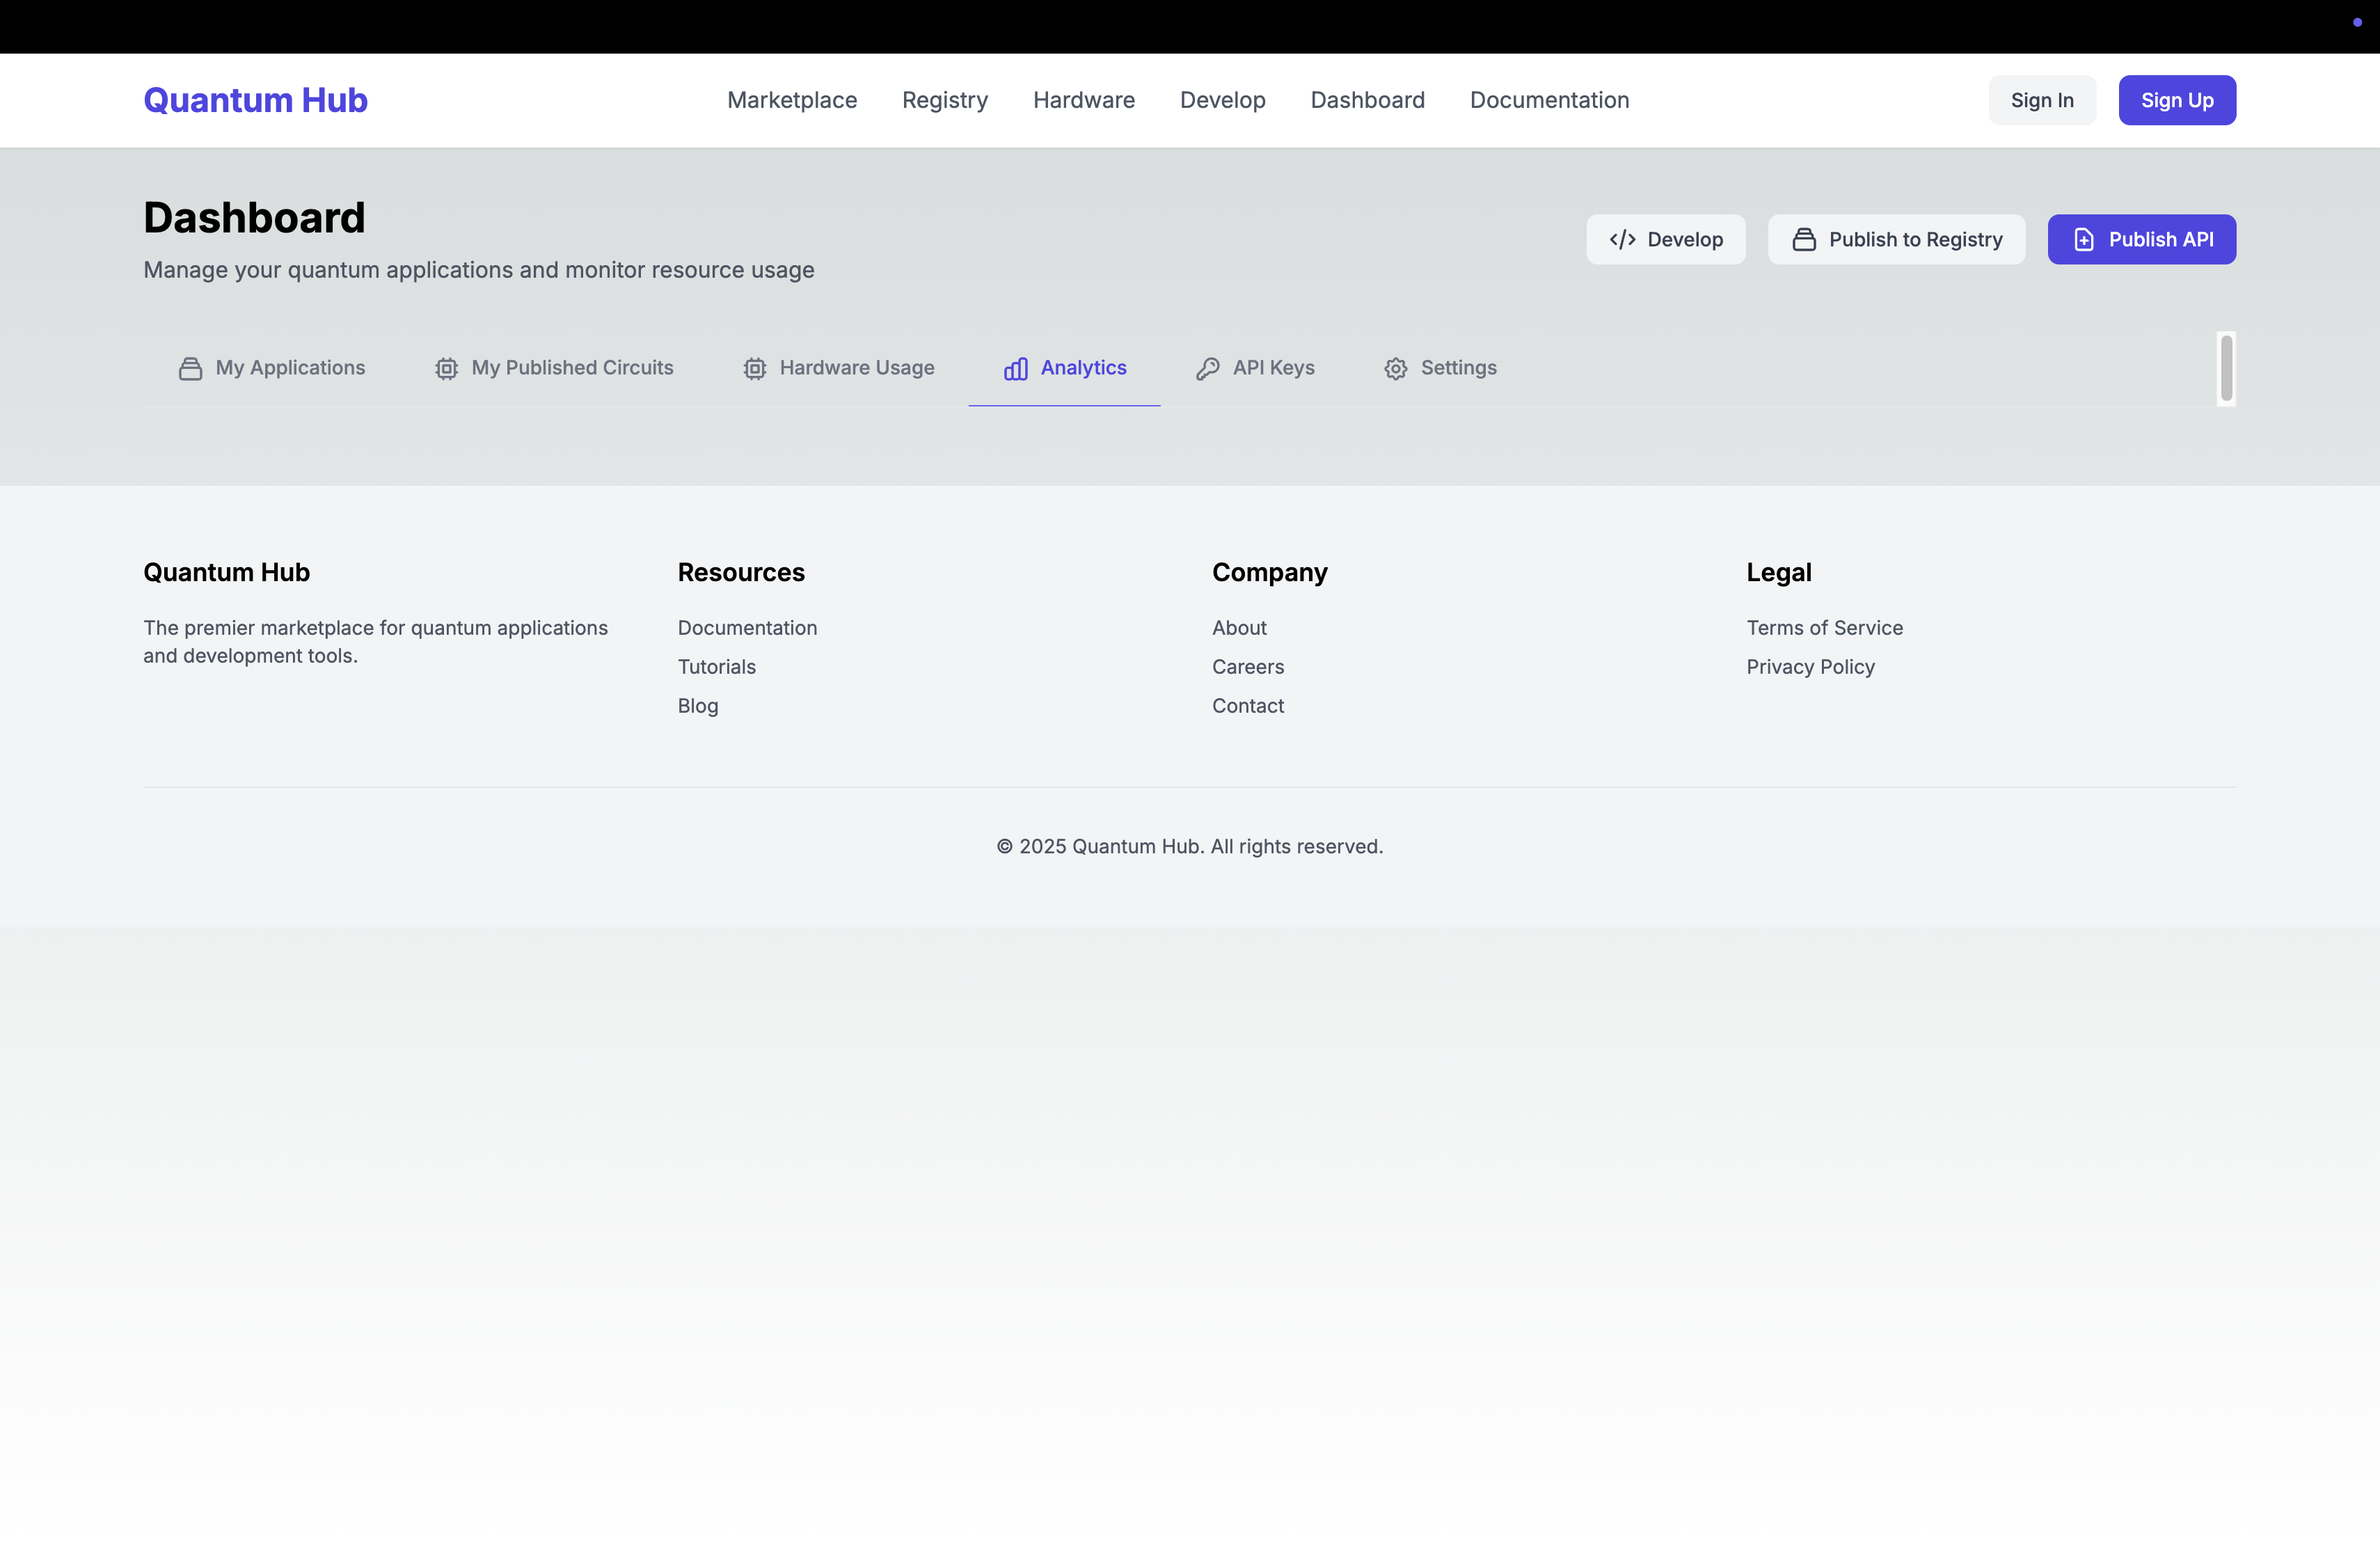 Quantum Hub
Marketplace
Registry
Hardware
Develop
Dashboard
Documentation
Sign In
Sign Up
Dashboard
Manage your quantum applications and monitor resource usage
Develop
Publish to Registry
Publish API
My Applications
My Published Circuits
Hardware Usage
Analytics
API Keys
Settings
Quantum Hub
The premier marketplace for quantum applications
and development tools.
Resources
Documentation
Tutorials
Blog
Company
About
Careers
Contact
Legal
Terms of Service
Privacy Policy
© 2025 Quantum Hub. All rights reserved.